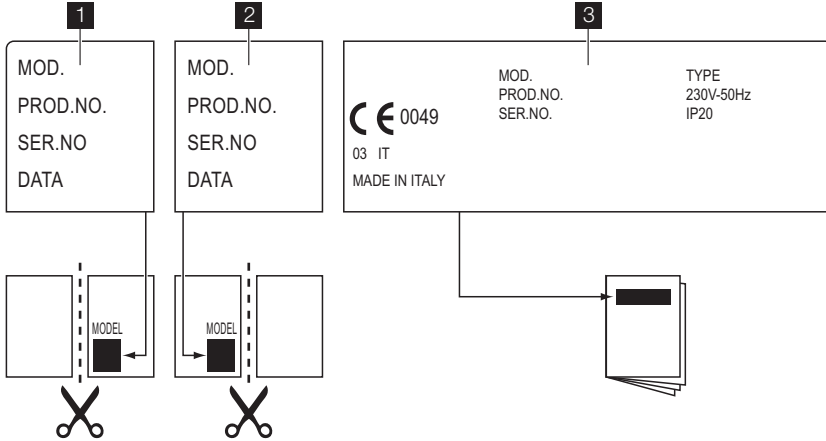 1
MOD.
PROD.NO.
SER.NO
DATA
2
MOD.
PROD.NO.
SER.NO
DATA
3
CE 0049
03 IT
MADE IN ITALY
MOD.
PROD.NO.
SER.NO.
TYPE
230V-50Hz
IP20
MODEL
MODEL